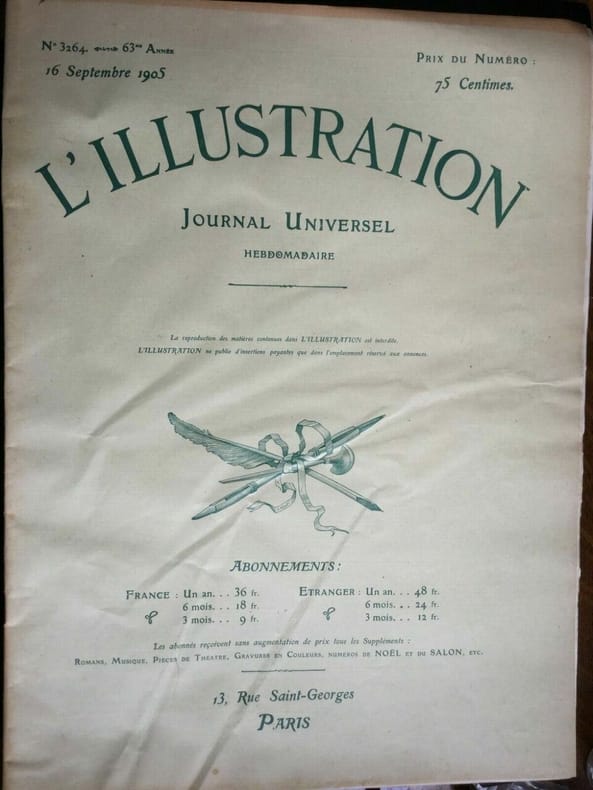 N° 3264. 63me Année
16 Septembre 1905
Prix du Numéro :
75 Centimes.
L'ILLUSTRATION
Journal Universel
HEBDOMADAIRE
La reproduction des matières contenues dans L'ILLUSTRATION est interdite.
L'ILLUSTRATION ne publie d'insertions payantes que dans l'emplacement réservé aux annonces.
Abonnements :
France : Un an. . . 36 fr.
6 mois. . . 18 fr.
3 mois. . . 9 fr.
Etranger : Un an. . . 48 fr.
6 mois. . . 24 fr.
3 mois. . . 12 fr.
Les abonnés reçoivent sans augmentation de prix tous les Suppléments :
Romans, Musique, Pièces de Théatre, Gravures en Couleurs, numéros de NOËL et du SALON, etc.
13, Rue Saint-Georges
Paris